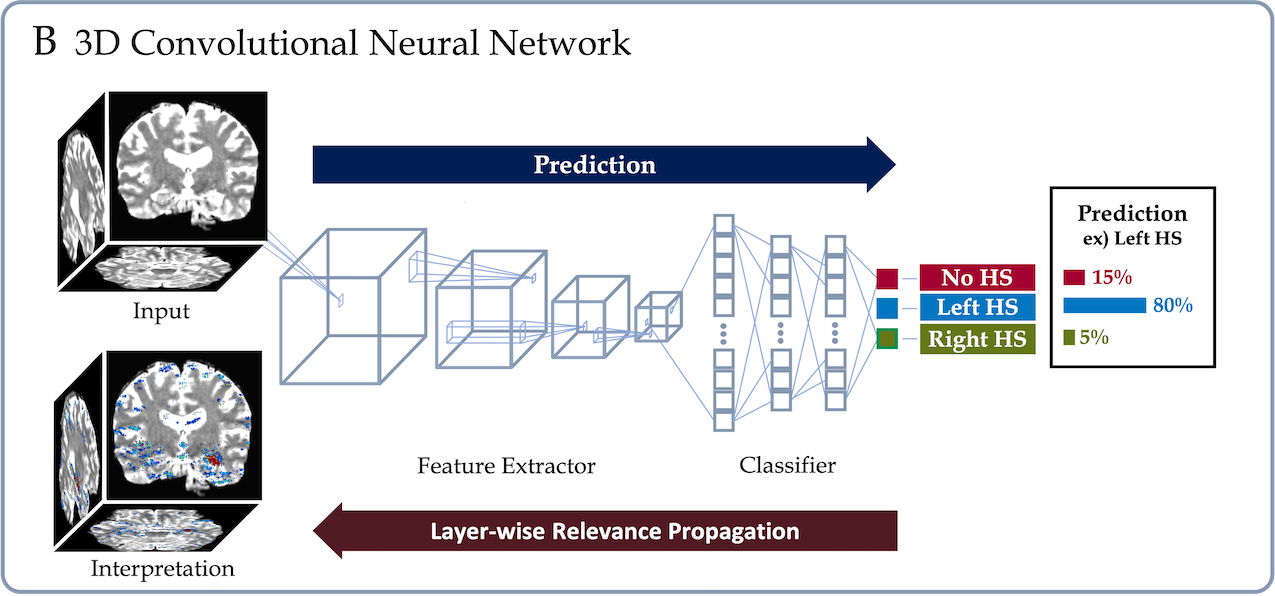 B 3D Convolutional Neural Network
Prediction
Input
Prediction
ex) Left HS
No HS
15%
Left HS
80%
Right HS
5%
Feature Extractor
Classifier
Layer-wise Relevance Propagation
Interpretation